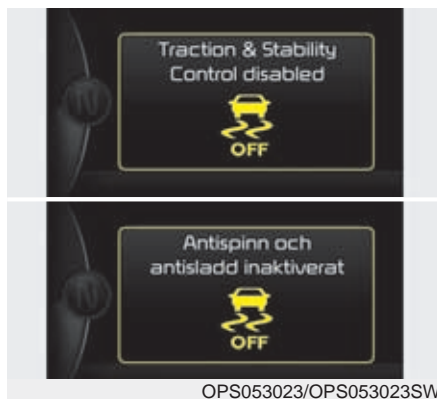 Traction & Stability
Control disabled
OFF
Antispinn och
antisladd inaktiverat
OFF
OPS053023/OPS053023SW